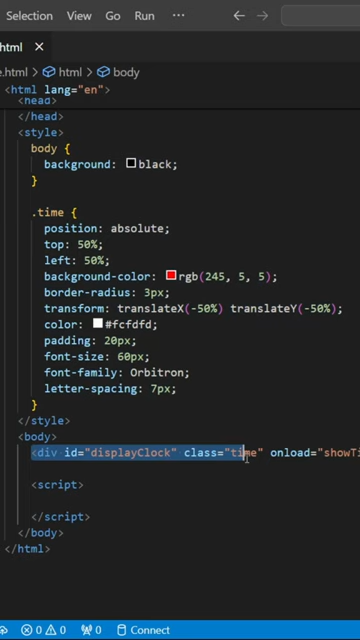 View Go Run ···
html ×
e.html > html > body
<html lang="en">
<head>
</head>
<style>
body {
background: black;
}
.time {
position: absolute;
top: 50%;
left: 50%;
background-color: rgb(245, 5, 5);
border-radius: 3px;
transform: translateX(-50%) translateY(-50%);
color: #fcfdfd;
padding: 20px;
font-size: 60px;
font-family: Orbitron;
letter-spacing: 7px;
}
</style>
<body>
<div id="displayClock" class="time" onload="showTi
<script>
</script>
</body>
</html>
0 0 0 Connect